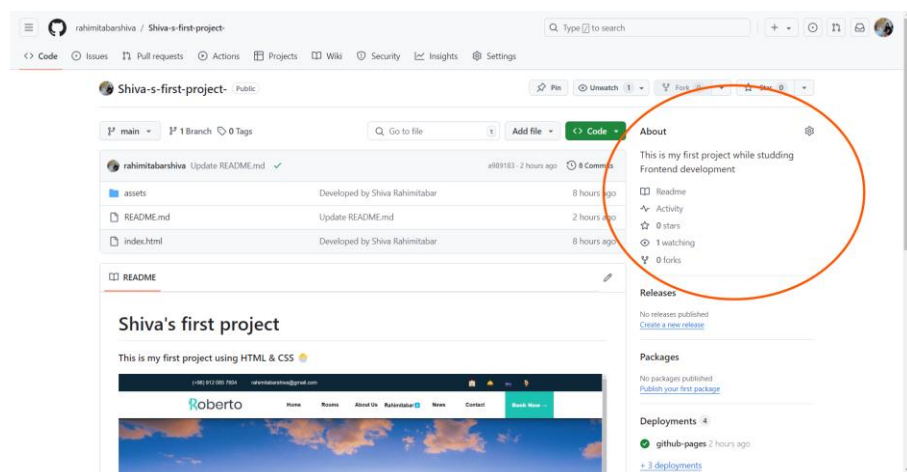 rahimitabarshiva / Shiva-s-first-project-
Type / to search
Code Issues Pull requests Actions Projects Wiki Security Insights Settings
Shiva-s-first-project- Public
Pin Unwatch 1 Fork 0 Star 0
main 1 Branch 0 Tags Go to file t Add file Code
rahimitabarshiva Update README.md a989183 · 2 hours ago 8 Commits
assets Developed by Shiva Rahimitabar 8 hours ago
README.md Update README.md 2 hours ago
index.html Developed by Shiva Rahimitabar 8 hours ago
README
Shiva's first project
This is my first project using HTML & CSS
rahimitabarshiva@gmail.com
Roberto Home Rooms About Us Rahimitabar News Contact Book Now
About
This is my first project while studding
Frontend development
Readme
Activity
0 stars
1 watching
0 forks
Releases
No releases published
Create a new release
Packages
No packages published
Publish your first package
Deployments 4
github-pages 2 hours ago
+ 3 deployments